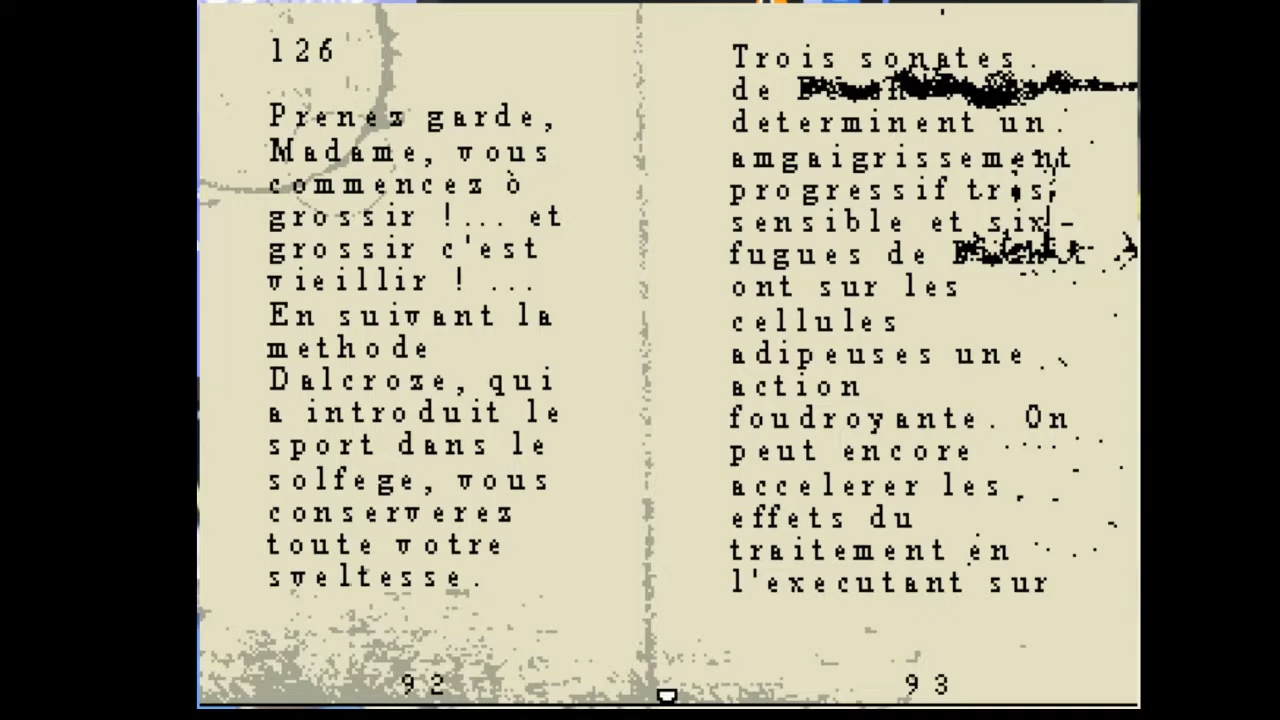 126
Prenez garde,
Madame, vous
commencez ò
grossir !... et
grossir c'est
vieillir ! ...
En suivant la
methode
Dalcroze, qui
a introduit le
sport dans le
solfege, vous
conserverez
toute votre
sveltesse.
92
Trois sonates.
de
determinent un.
amgaigrissement
progressif tres,
sensible et six-
fugues de
ont sur les
cellules
adipeuses une
action
foudroyante. On
peut encore
accelerer les
effets du
traitement en
l'executant sur
93